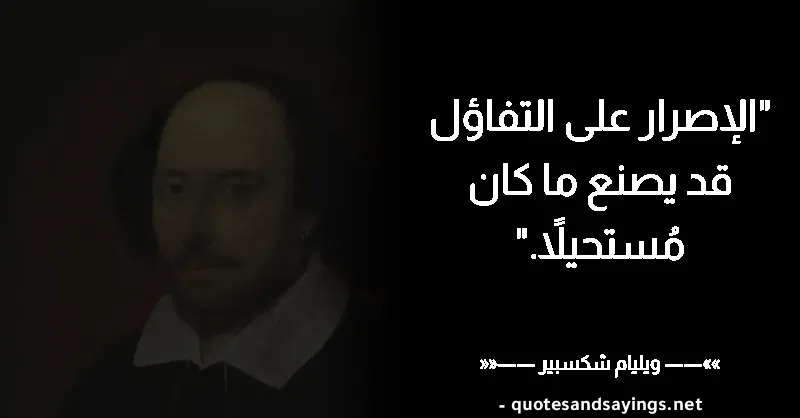 "الإصرار على التفاؤل
قد يصنع ما كان
مُستحيلًا."
»»—— ويليام شكسبير ——««
- quotesandsayings.net